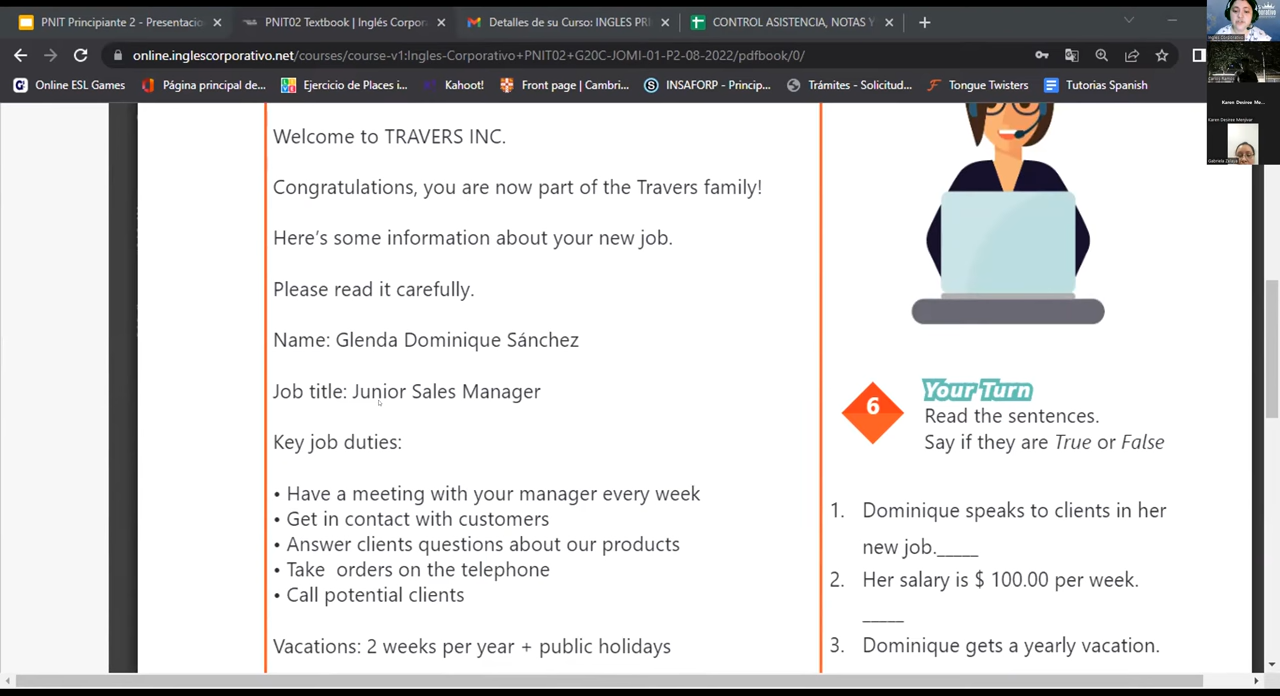 PNIT Principiante 2 - Presentacio
PNIT02 Textbook | Inglés Corpor
Detalles de su Curso: INGLES PRI
CONTROL ASISTENCIA, NOTAS Y
online.inglescorporativo.net/courses/course-v1:Ingles-Corporativo+PNIT02+G20C-JOMI-01-P2-08-2022/pdfbook/0/
Online ESL Games
Página principal de...
Ejercicio de Places i...
Kahoot!
Front page | Cambri...
INSAFORP - Princip...
Trámites - Solicitud...
Tongue Twisters
Tutorias Spanish
Karen Desiree Me...
Karen Desiree Menjivar
Welcome to TRAVERS INC.
Congratulations, you are now part of the Travers family!
Here's some information about your new job.
Please read it carefully.
Name: Glenda Dominique Sánchez
Job title: Junior Sales Manager
Key job duties:
• Have a meeting with your manager every week
• Get in contact with customers
• Answer clients questions about our products
• Take orders on the telephone
• Call potential clients
Vacations: 2 weeks per year + public holidays
6
Your Turn
Read the sentences.
Say if they are True or False
1. Dominique speaks to clients in her
new job._____
2. Her salary is $ 100.00 per week.
_____
3. Dominique gets a yearly vacation.